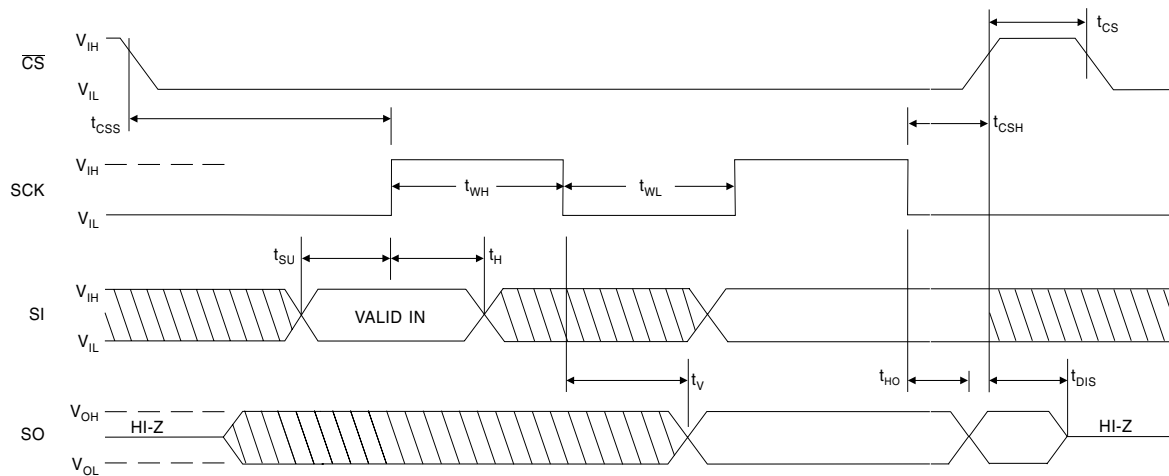 t_CS
V_IH
C̅S̅
V_IL
t_CSS
t_CSH
V_IH
SCK
t_WH
t_WL
V_IL
t_SU
t_H
V_IH
SI
VALID IN
V_IL
t_V
t_HO
t_DIS
V_OH
HI-Z
SO
HI-Z
V_OL